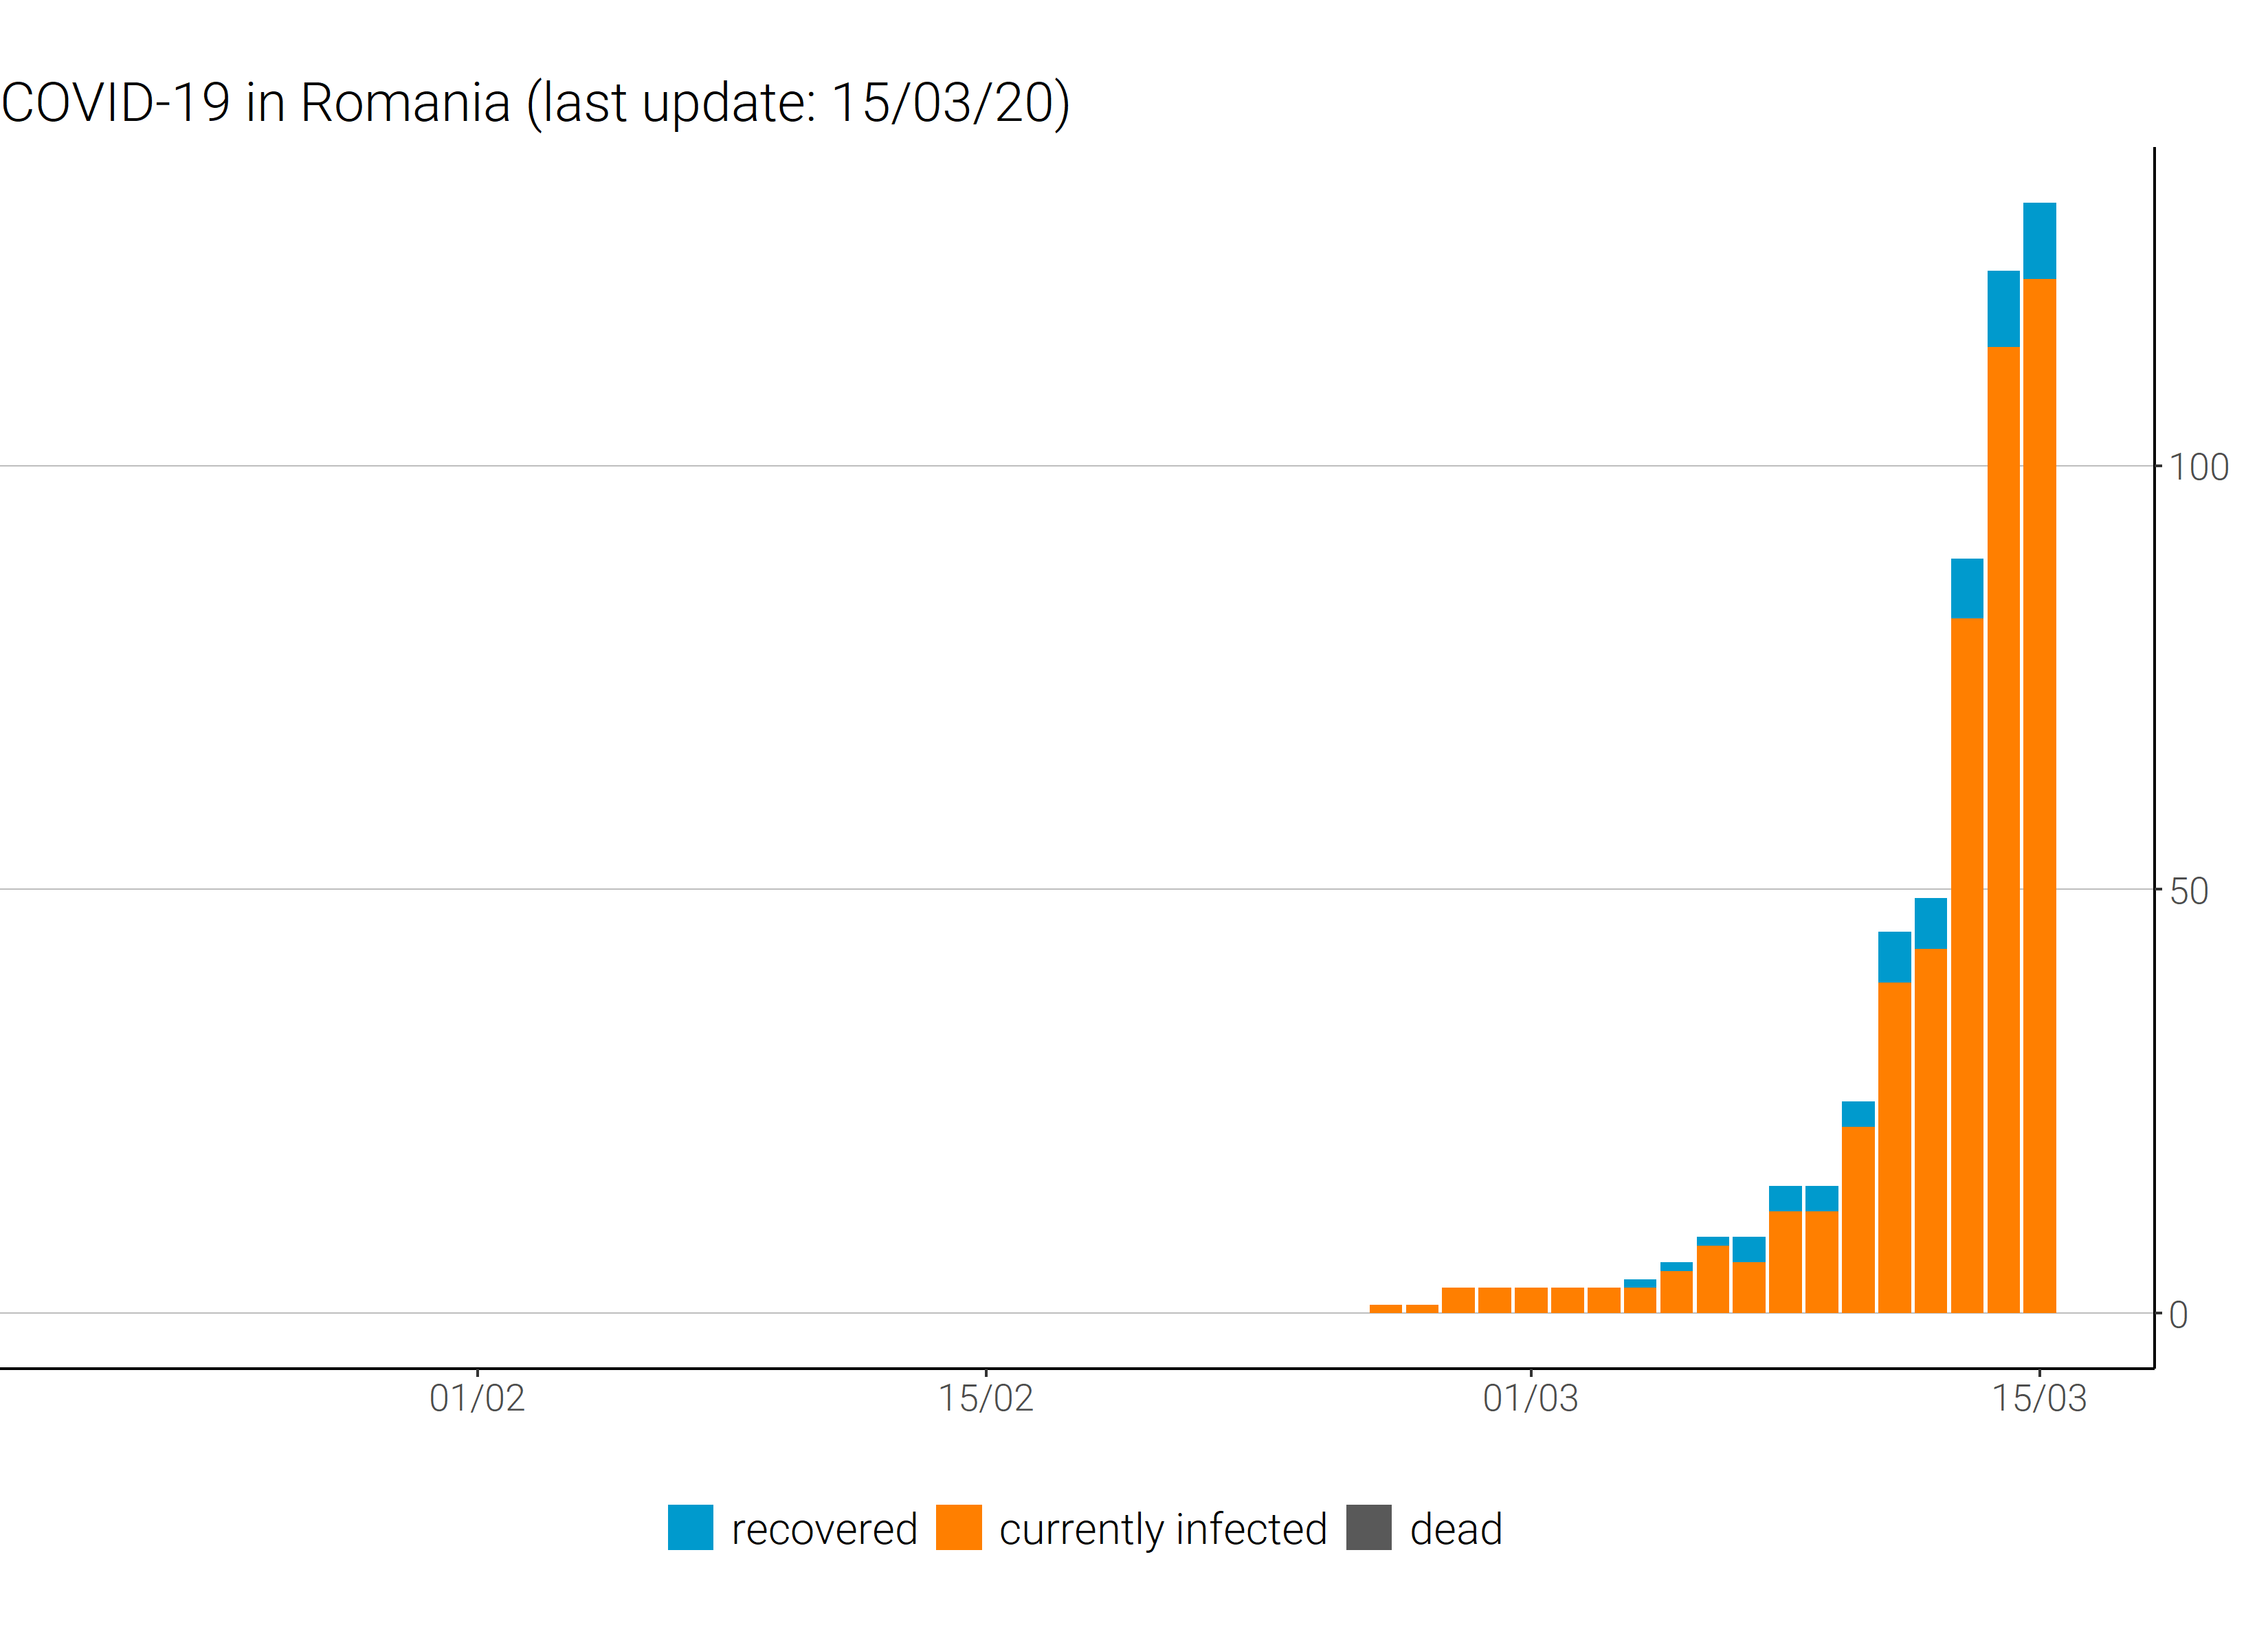 COVID-19 in Romania (last update: 15/03/20)
100
50
0
01/02 15/02 01/03 15/03
recovered currently infected dead